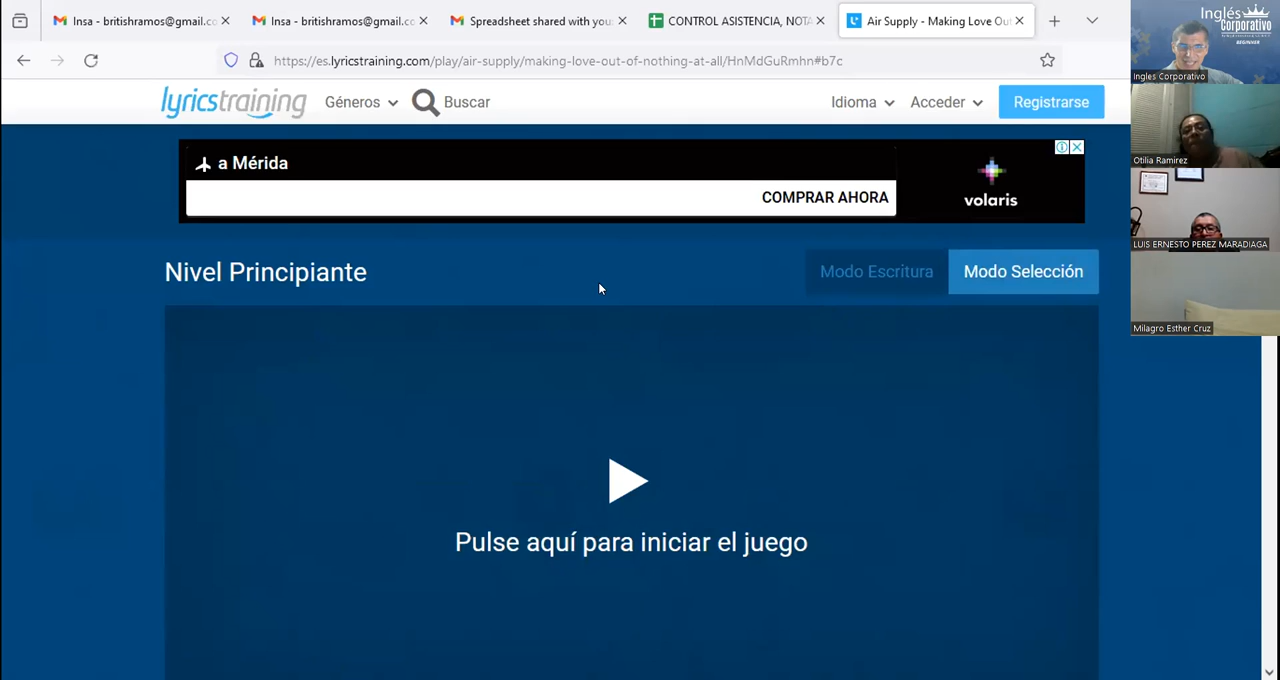 Insa - britishramos@gmail.co
Insa - britishramos@gmail.co
Spreadsheet shared with you:
CONTROL ASISTENCIA, NOTA
Air Supply - Making Love Out
https://es.lyricstraining.com/play/air-supply/making-love-out-of-nothing-at-all/HnMdGuRmhn#b7c
lyricstraining
Géneros
Buscar
Idioma
Acceder
Registrarse
a Mérida
COMPRAR AHORA
volaris
Nivel Principiante
Modo Escritura
Modo Selección
Pulse aquí para iniciar el juego
Inglés
Corporativo
BEGINNER
Ingles Corporativo
Otilia Ramirez
LUIS ERNESTO PEREZ MARADIAGA
Milagro Esther Cruz